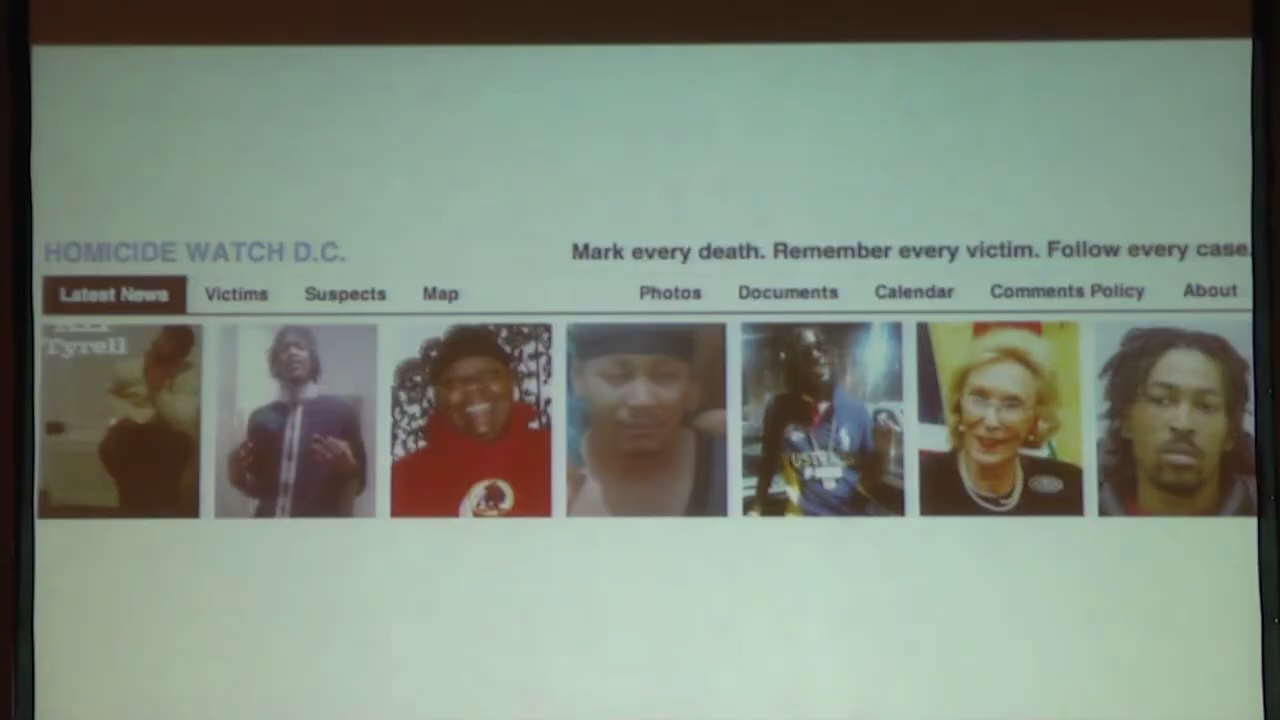 HOMICIDE WATCH D.C.
Mark every death. Remember every victim. Follow every case.
Latest News Victims Suspects Map Photos Documents Calendar Comments Policy About
Tyrell